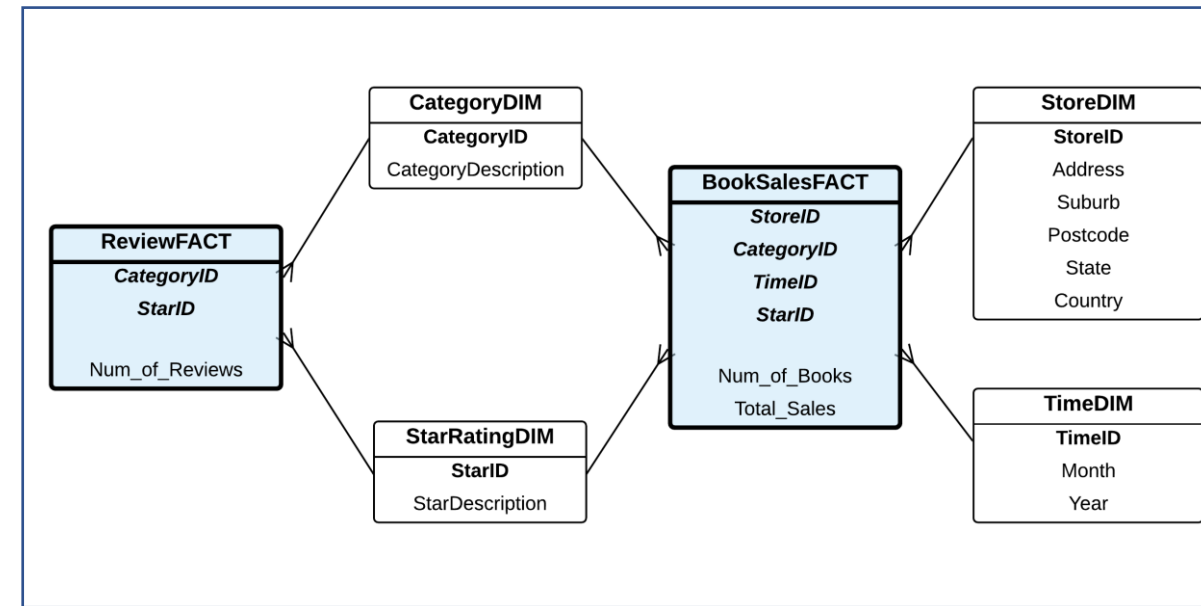 ReviewFACT
CategoryID
StarID
Num_of_Reviews
CategoryDIM
CategoryID
CategoryDescription
StarRatingDIM
StarID
StarDescription
BookSalesFACT
StoreID
CategoryID
TimeID
StarID
Num_of_Books
Total_Sales
StoreDIM
StoreID
Address
Suburb
Postcode
State
Country
TimeDIM
TimeID
Month
Year